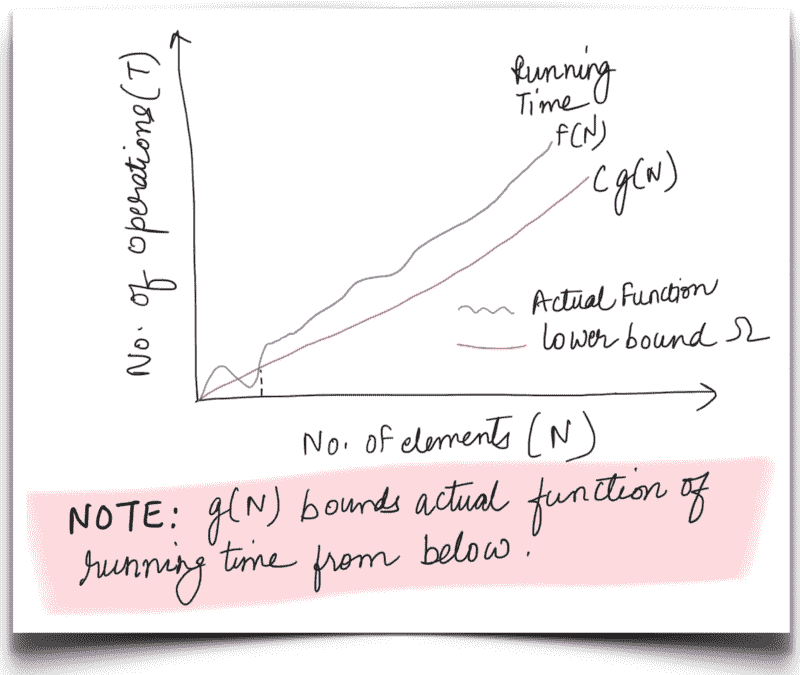 No. of operations(T)
Running
Time
f(N)
C g(N)
Actual Function
lower bound Ω
No. of elements (N)
NOTE: g(N) bounds actual function of
running time from below.